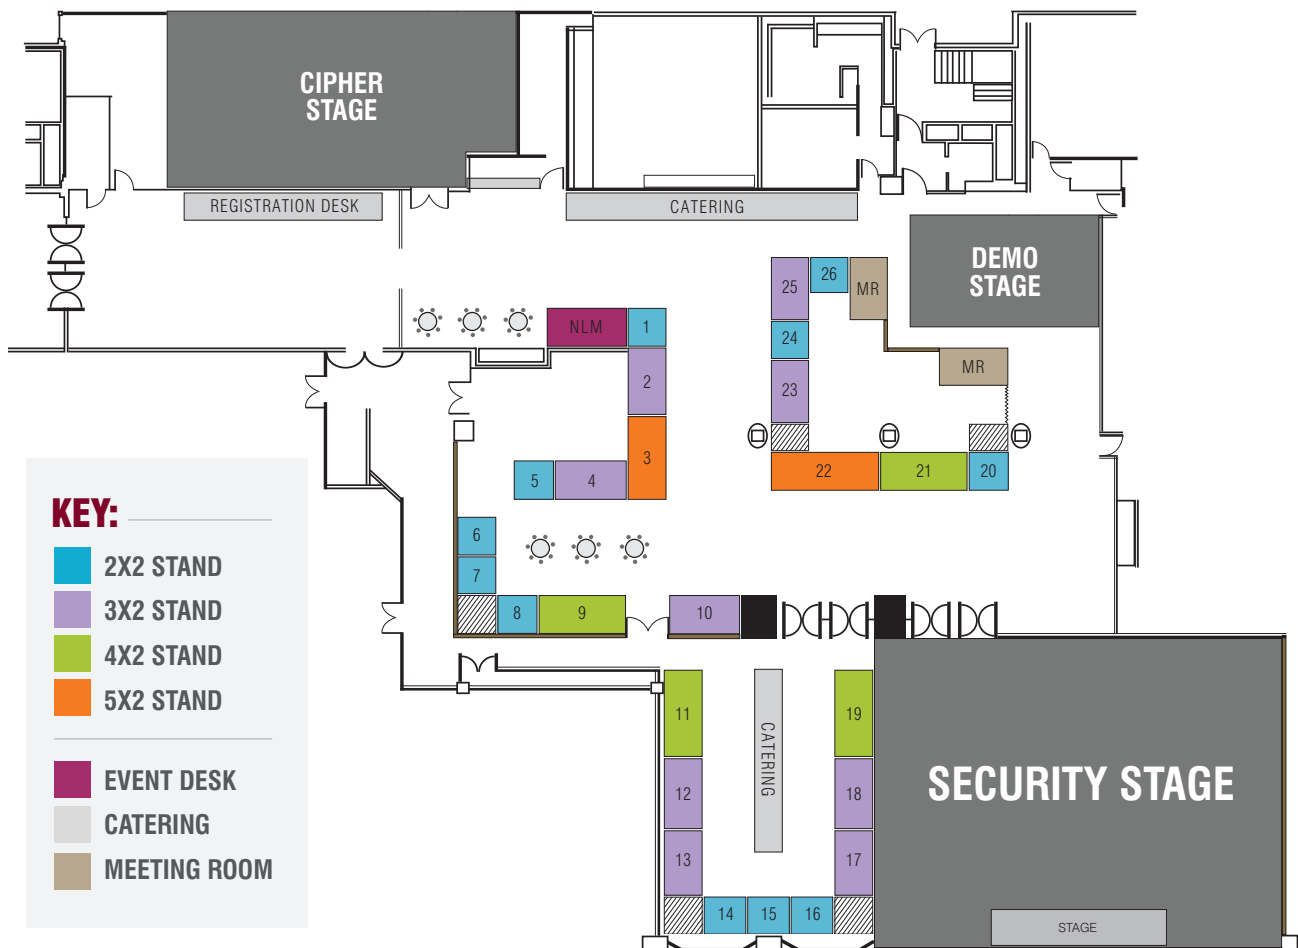 CIPHER
STAGE
REGISTRATION DESK
CATERING
DEMO
STAGE
25
26
MR
NLM
1
24
2
23
MR
3
22
21
20
5
4
6
7
8
9
10
KEY:
2X2 STAND
3X2 STAND
4X2 STAND
5X2 STAND
EVENT DESK
CATERING
MEETING ROOM
11
CATERING
19
12
18
13
17
14
15
16
SECURITY STAGE
STAGE